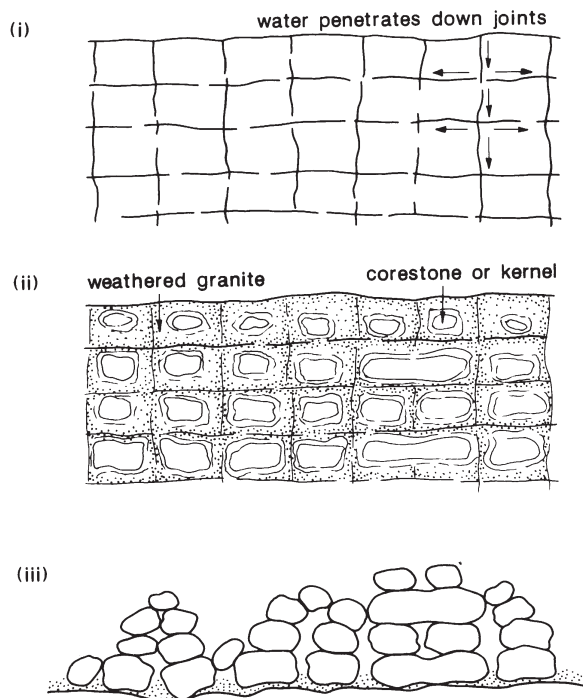 (i)
water penetrates down joints
(ii)
weathered granite
corestone or kernel
(iii)